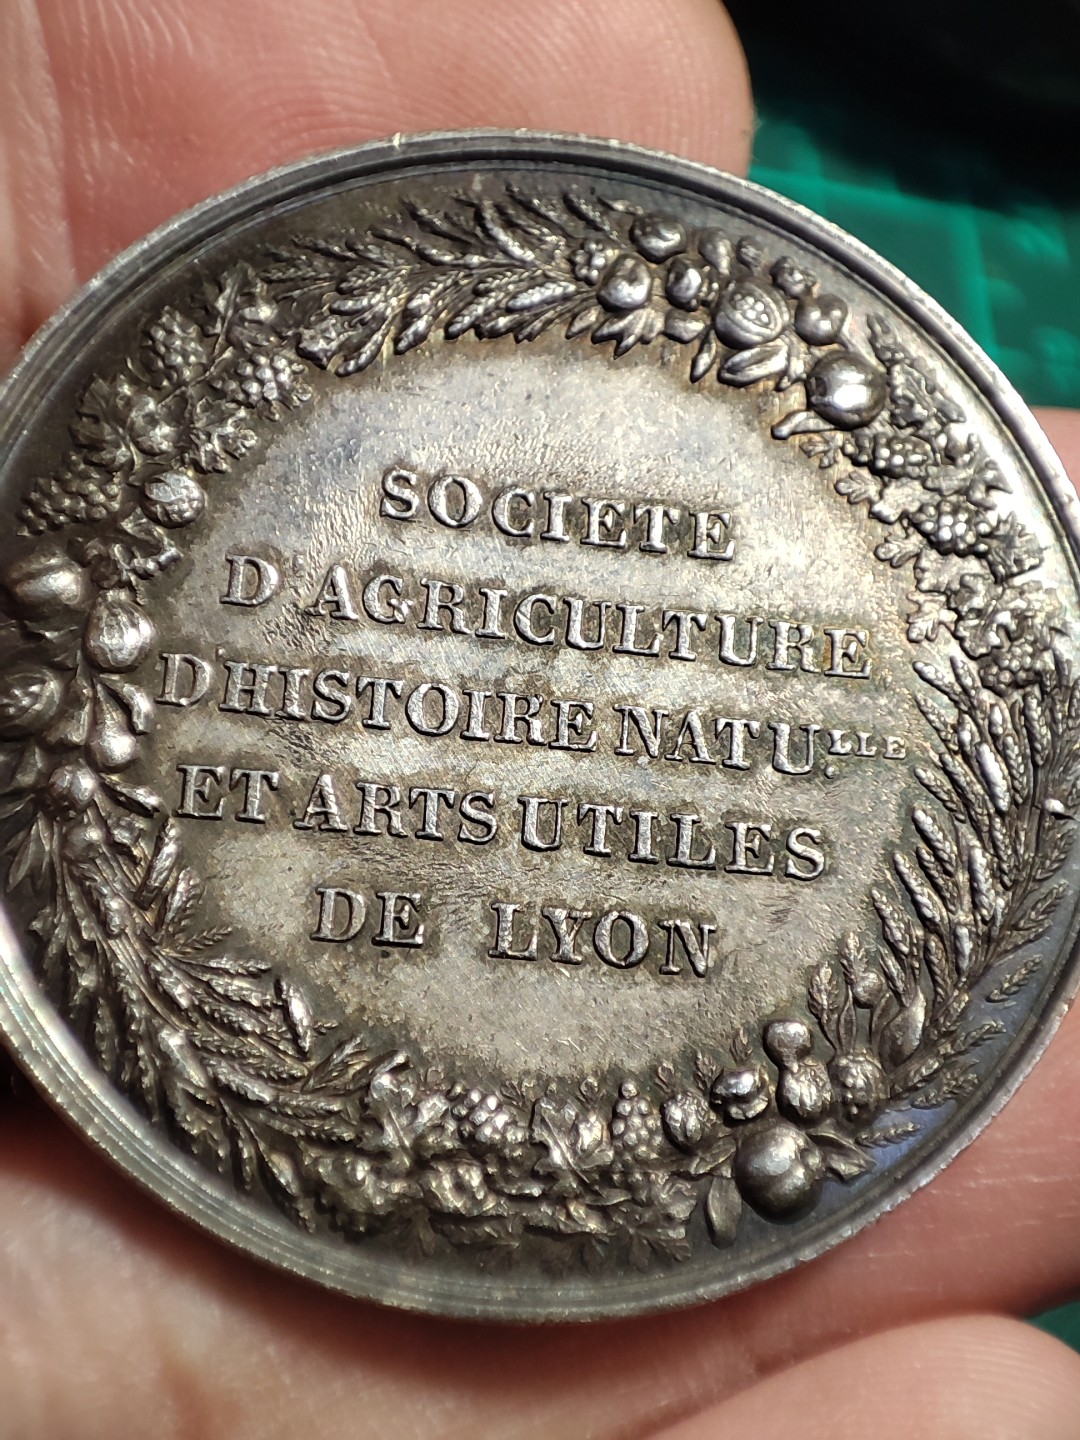 SOCIETE
D'AGRICULTURE
D'HISTOIRE NATU.LLE
ET ARTS UTILES
DE LYON